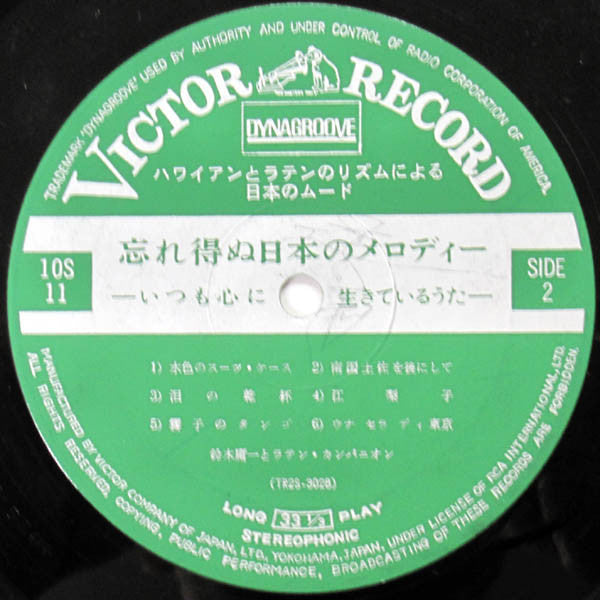 TRADEMARK 'DYNAGROOVE' USED BY AUTHORITY AND UNDER CONTROL OF RADIO CORPORATION OF AMERICA.
VICTOR RECORD
DYNAGROOVE
ハワイアンとラテンのリズムによる
日本のムード
忘れ得ぬ日本のメロディー
10S
11
SIDE
2
―いつも心に 生きているうた―
1) 水色のスーツ・ケース 2) 南国土佐を後にして
3) 泪の乾杯 4) 江梨子
5) 霧子のタンゴ 6) ウナ セラ ディ東京
鈴木庸一とラテン・カンパニオン
(TR2S-3028)
LONG 33 1/3 PLAY
STEREOPHONIC
MANUFACTURED BY VICTOR COMPANY OF JAPAN, LTD., YOKOHAMA, JAPAN, UNDER LICENSE OF RCA INTERNATIONAL, LTD.
ALL RIGHTS RESERVED, COPYING, PUBLIC PERFORMANCE, BROADCASTING OF THESE RECORDS ARE FORBIDDEN.